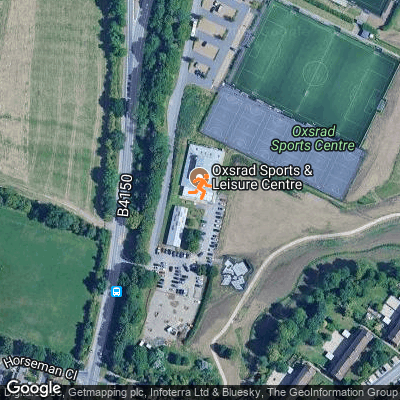 Oxsrad
Sports Centre
Oxsrad Sports &
Leisure Centre
B4150
Horseman Cl
Google
Getmapping plc, Infoterra Ltd & Bluesky, The GeoInformation Group